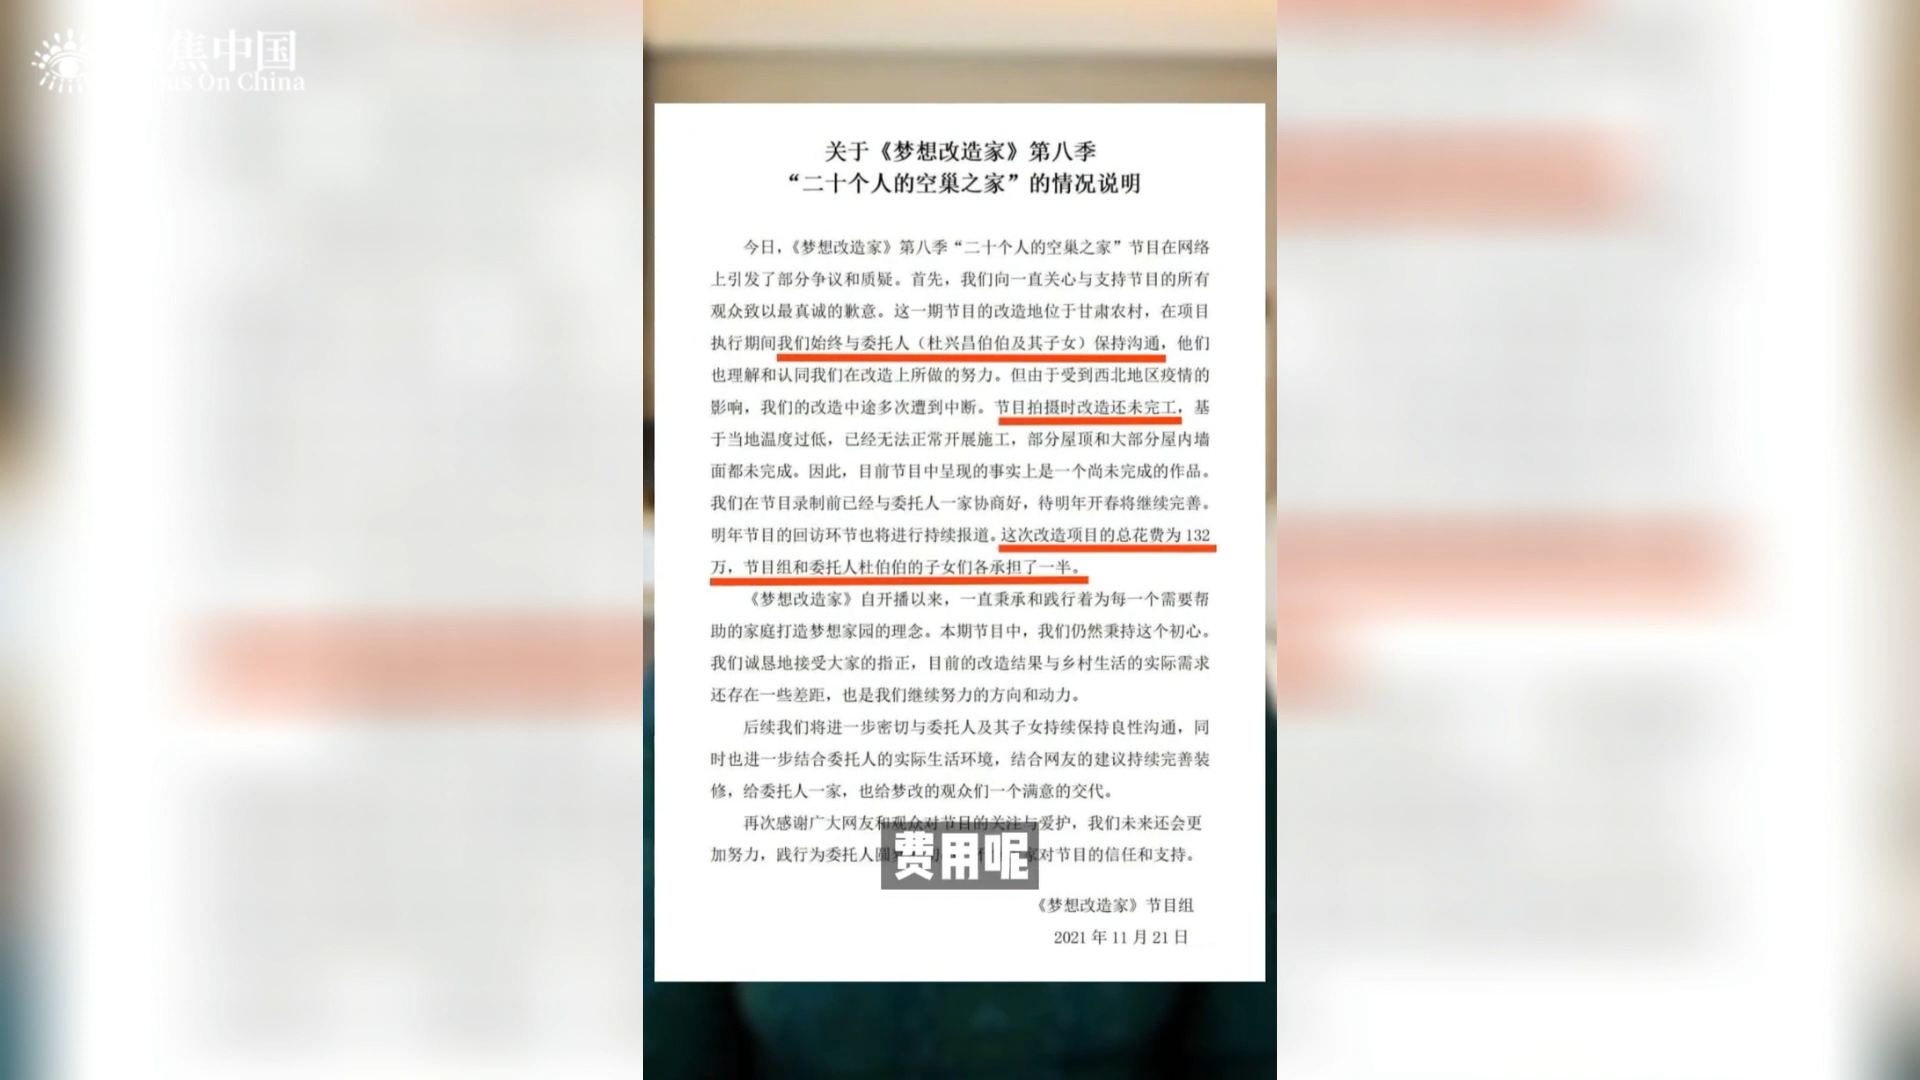 焦中国
us On China
关于《梦想改造家》第八季
“二十个人的空巢之家”的情况说明
今日，《梦想改造家》第八季“二十个人的空巢之家”节目在网络
上引发了部分争议和质疑。首先，我们向一直关心与支持节目的所有
观众致以最真诚的歉意。这一期节目的改造地位于甘肃农村，在项目
执行期间我们始终与委托人（杜兴昌伯伯及其子女）保持沟通，他们
也理解和认同我们在改造上所做的努力。但由于受到西北地区疫情的
影响，我们的改造中途多次遭到中断。节目拍摄时改造还未完工，基
于当地温度过低，已经无法正常开展施工，部分屋顶和大部分屋内墙
面都未完成。因此，目前节目中呈现的事实上是一个尚未完成的作品。
我们在节目录制前已经与委托人一家协商好，待明年开春将继续完善。
明年节目的回访环节也将进行持续报道。这次改造项目的总花费为 132
万，节目组和委托人杜伯伯的子女们各承担了一半。
《梦想改造家》自开播以来，一直秉承和践行着为每一个需要帮
助的家庭打造梦想家园的理念。本期节目中，我们仍然秉持这个初心。
我们诚恳地接受大家的指正，目前的改造结果与乡村生活的实际需求
还存在一些差距，也是我们继续努力的方向和动力。
后续我们将进一步密切与委托人及其子女持续保持良性沟通，同
时也进一步结合委托人的实际生活环境，结合网友的建议持续完善装
修，给委托人一家，也给梦改的观众们一个满意的交代。
再次感谢广大网友和观众对节目的关注与爱护，我们未来还会更
加努力，践行为委托人圆 对节目的信任和支持。
费用呢
《梦想改造家》节目组
2021 年 11 月 21 日